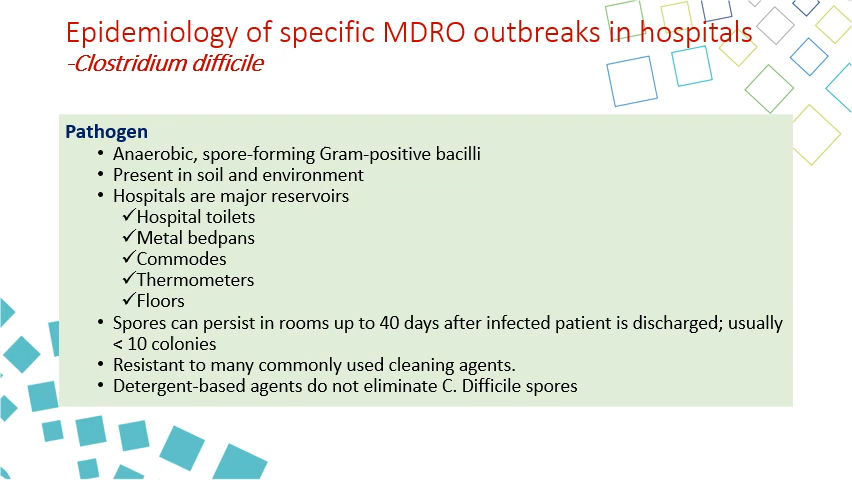 Epidemiology of specific MDRO outbreaks in hospitals
-Clostridium difficile
Pathogen
• Anaerobic, spore-forming Gram-positive bacilli
• Present in soil and environment
• Hospitals are major reservoirs
✓Hospital toilets
✓Metal bedpans
✓Commodes
✓Thermometers
✓Floors
• Spores can persist in rooms up to 40 days after infected patient is discharged; usually
< 10 colonies
• Resistant to many commonly used cleaning agents.
• Detergent-based agents do not eliminate C. Difficile spores